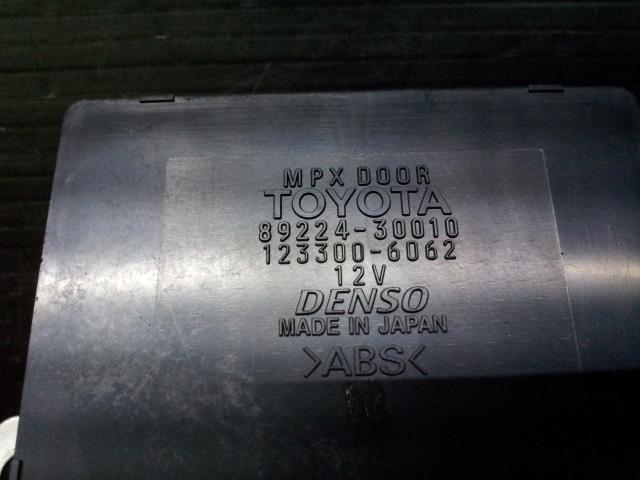 MPX DOOR
TOYOTA
89224-30010
123300-6062
12V
DENSO
MADE IN JAPAN
>ABS<